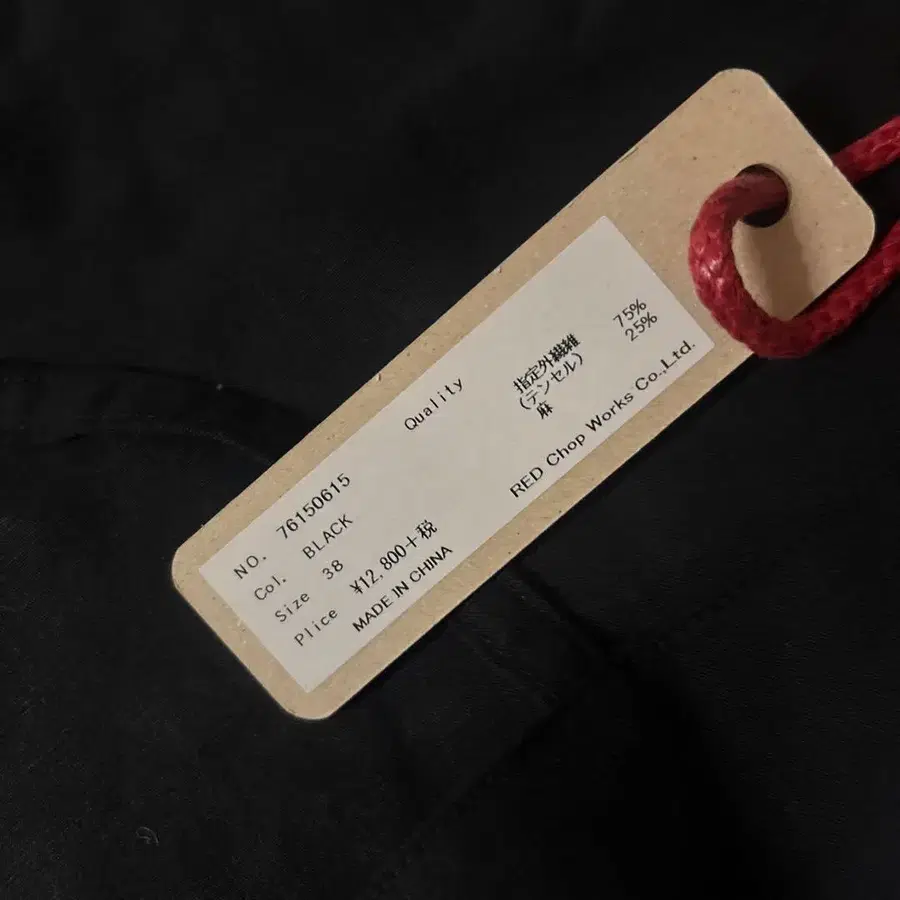 NO. 76150615
Col. BLACK
Size 38
Plice ¥12,800+税
MADE IN CHINA
Quality
指定外繊維 75%
(テンセル) 25%
麻
RED Chop Works Co.,Ltd.